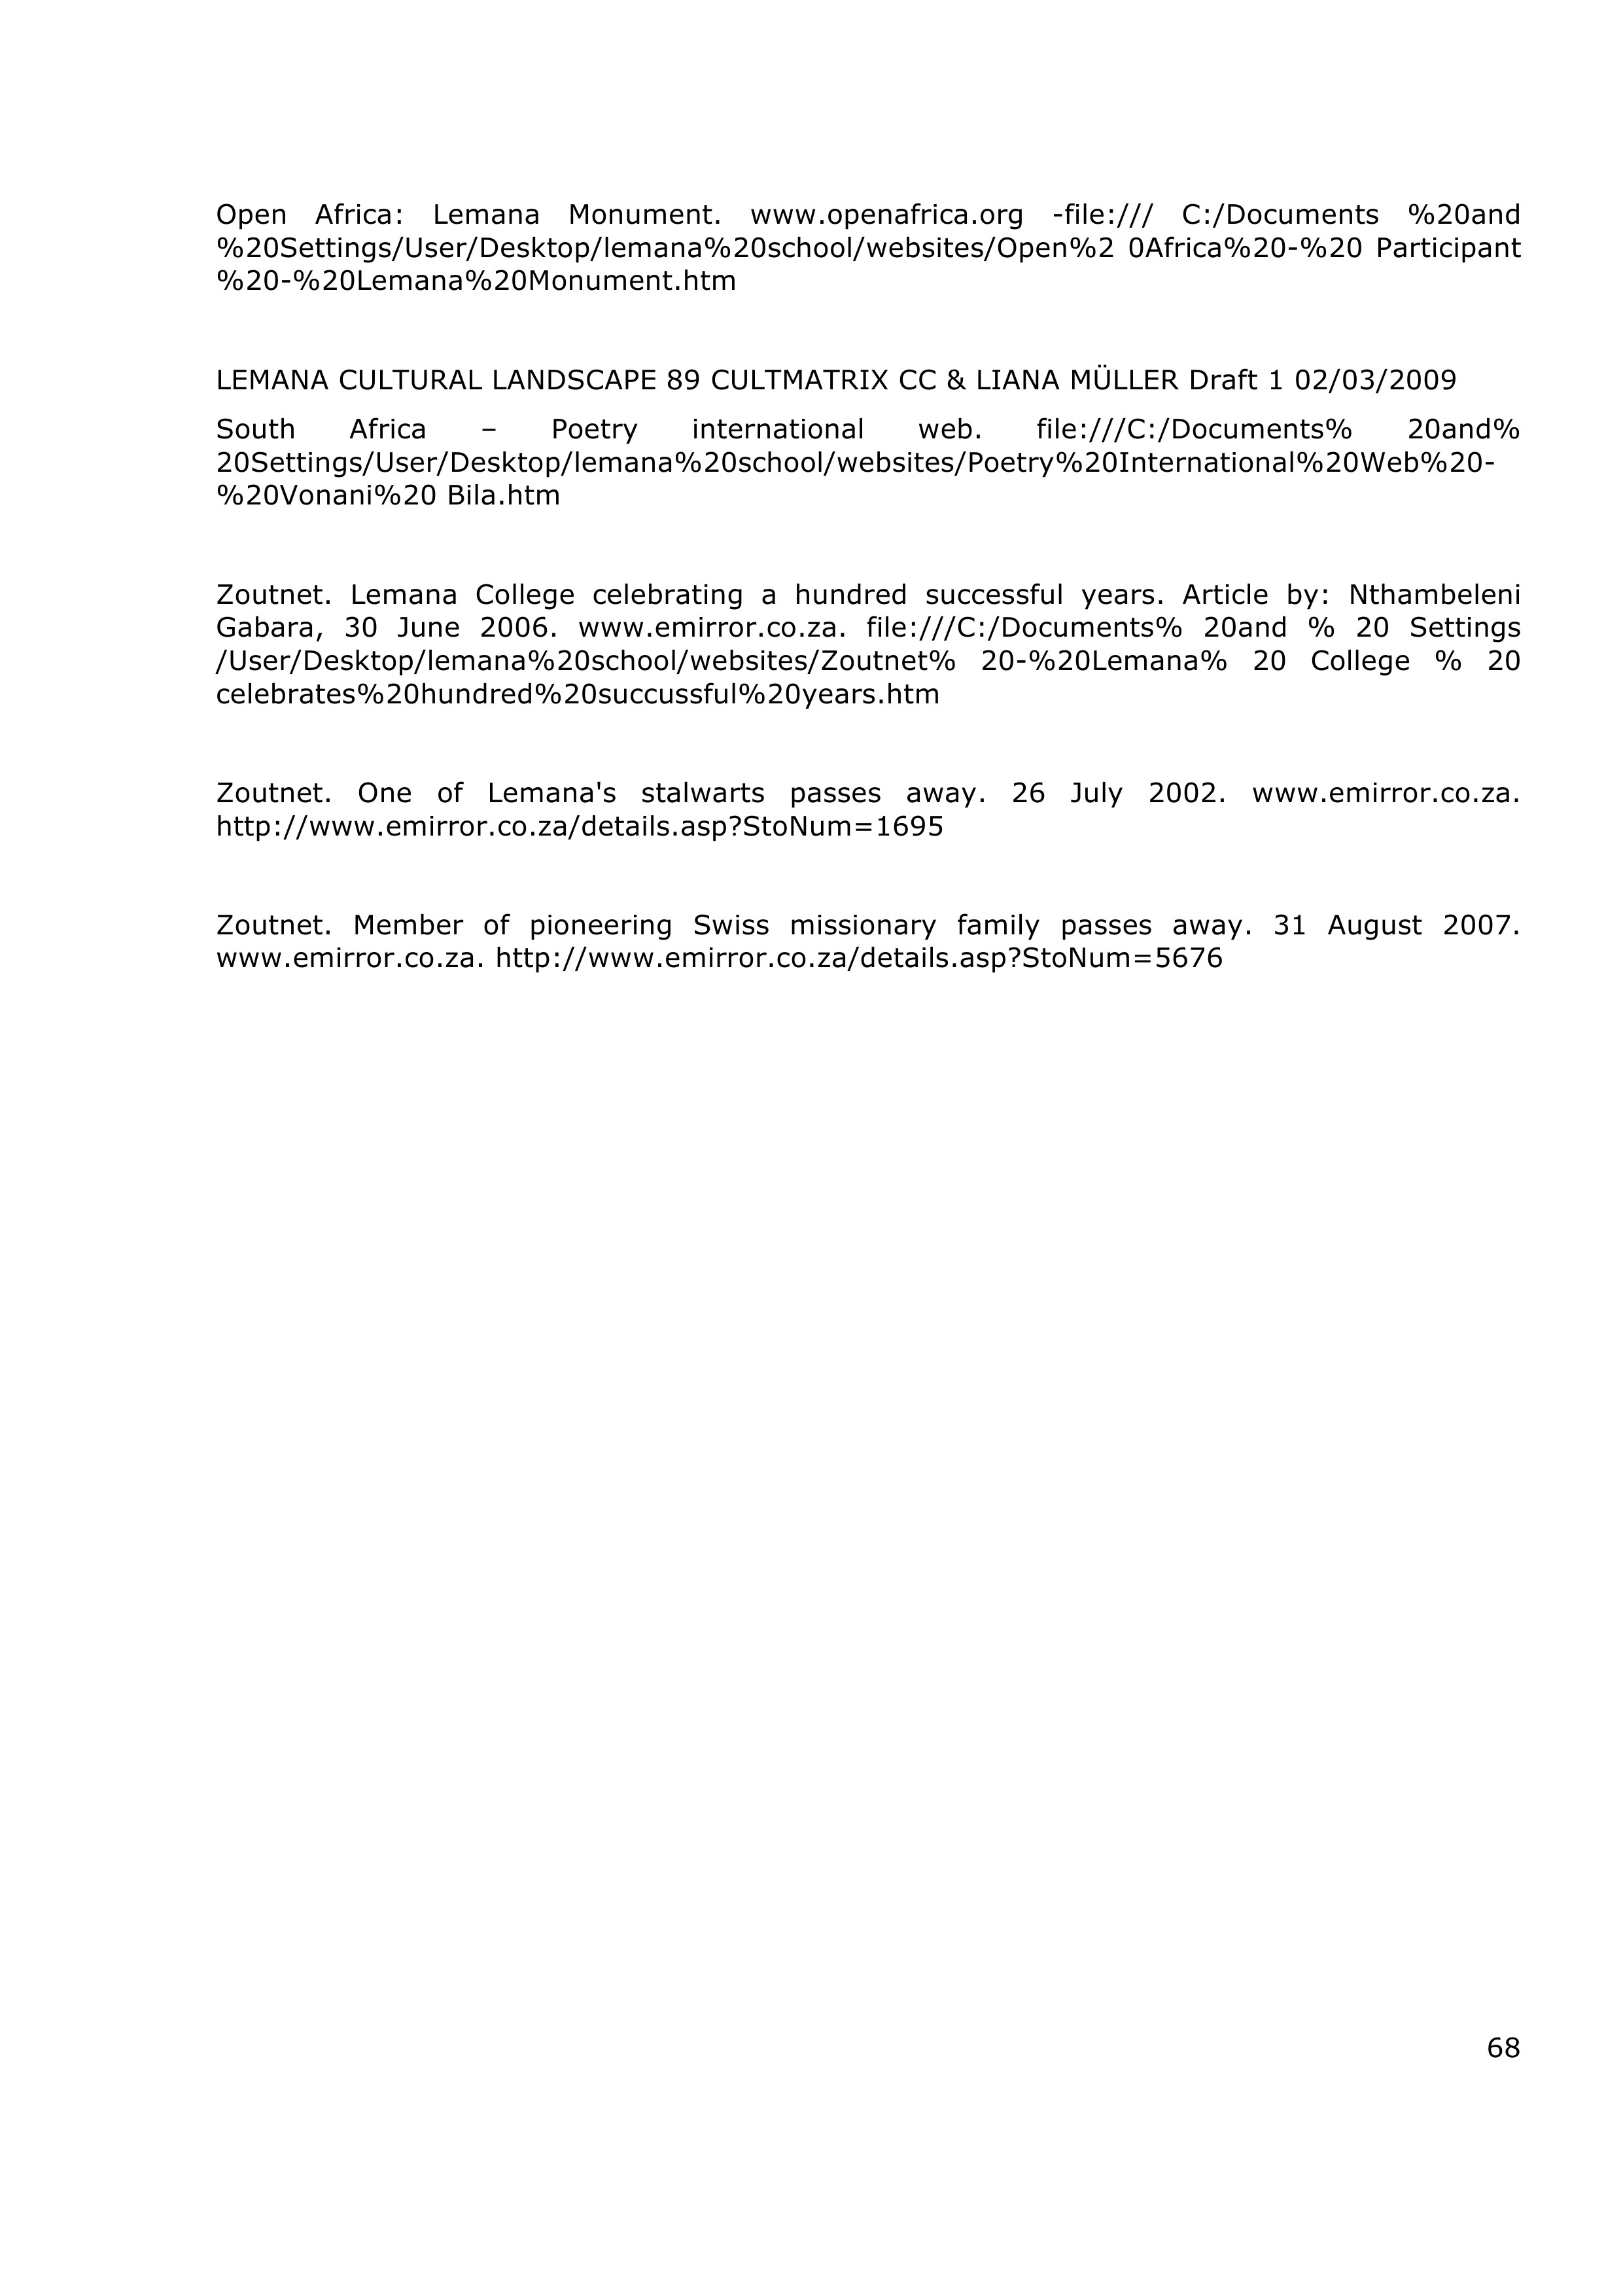 Open Africa: Lemana Monument. www.openafrica.org -file:/// C:/Documents %20and
%20Settings/User/Desktop/lemana%20school/websites/Open%2 0Africa%20-%20 Participant
%20-%20Lemana%20Monument.htm
LEMANA CULTURAL LANDSCAPE 89 CULTMATRIX CC & LIANA MÜLLER Draft 1 02/03/2009
South Africa – Poetry international web. file:///C:/Documents% 20and%
20Settings/User/Desktop/lemana%20school/websites/Poetry%20International%20Web%20-
%20Vonani%20 Bila.htm
Zoutnet. Lemana College celebrating a hundred successful years. Article by: Nthambeleni
Gabara, 30 June 2006. www.emirror.co.za. file:///C:/Documents% 20and % 20 Settings
/User/Desktop/lemana%20school/websites/Zoutnet% 20-%20Lemana% 20 College % 20
celebrates%20hundred%20succussful%20years.htm
Zoutnet. One of Lemana's stalwarts passes away. 26 July 2002. www.emirror.co.za.
http://www.emirror.co.za/details.asp?StoNum=1695
Zoutnet. Member of pioneering Swiss missionary family passes away. 31 August 2007.
www.emirror.co.za. http://www.emirror.co.za/details.asp?StoNum=5676
68